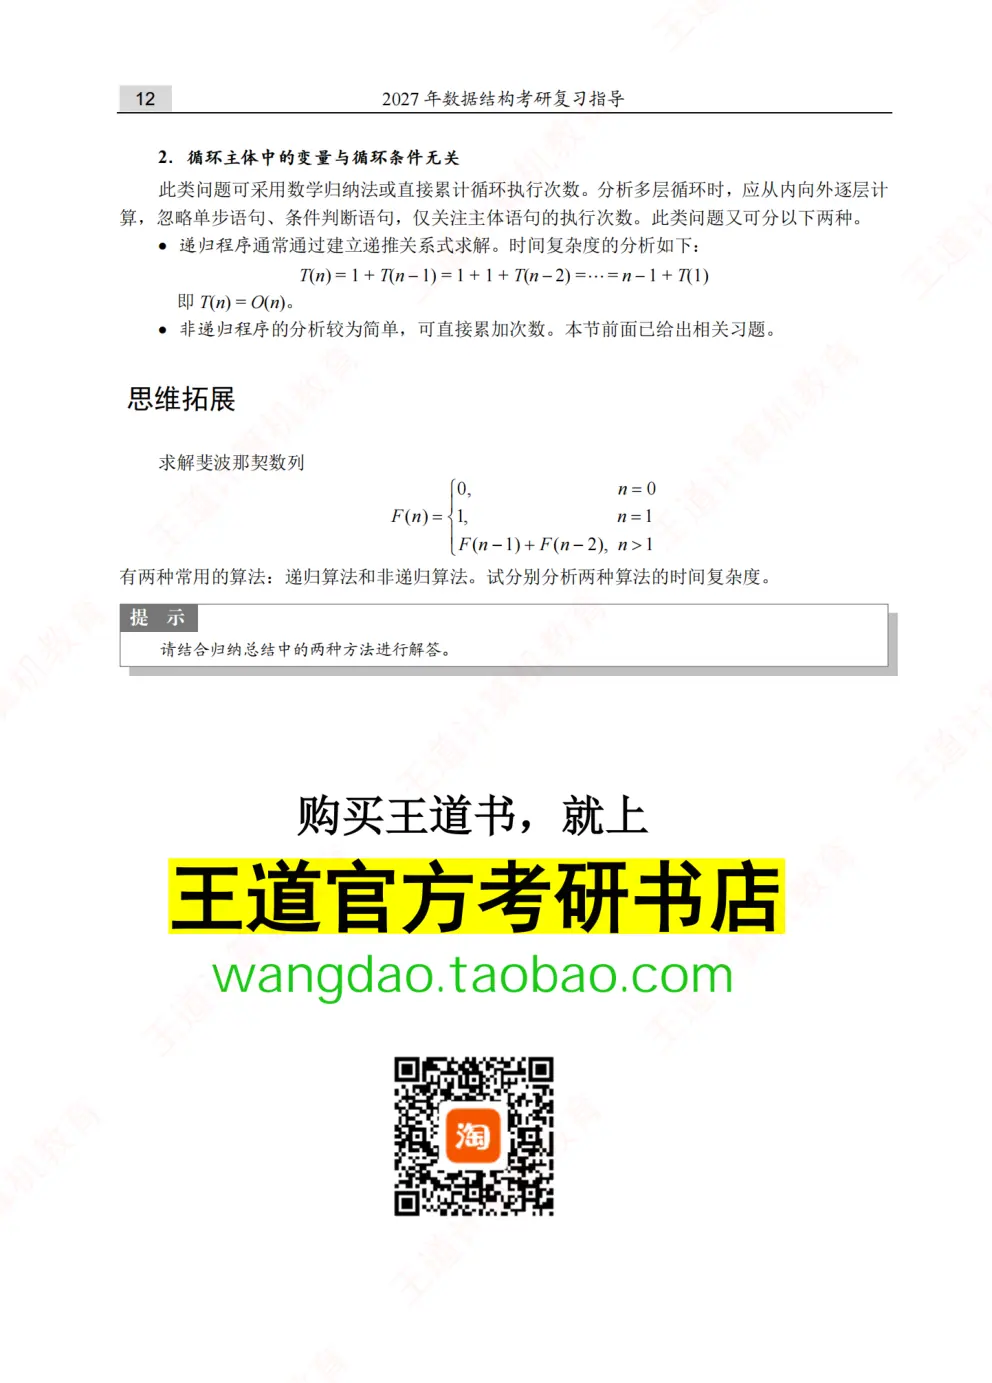 12
2027 年数据结构考研复习指导
2. 循环主体中的变量与循环条件无关
此类问题可采用数学归纳法或直接累计循环执行次数。分析多层循环时，应从内向外逐层计
算，忽略单步语句、条件判断语句，仅关注主体语句的执行次数。此类问题又可分以下两种。
● 递归程序通常通过建立递推关系式求解。时间复杂度的分析如下：
T(n) = 1 + T(n − 1) = 1 + 1 + T(n − 2) = ⋯ = n − 1 + T(1)
即 T(n) = O(n)。
● 非递归程序的分析较为简单，可直接累加次数。本节前面已给出相关习题。
思维拓展
求解斐波那契数列
0, n = 0
F(n) = { 1, n = 1
F(n − 1) + F(n − 2), n > 1
有两种常用的算法：递归算法和非递归算法。试分别分析两种算法的时间复杂度。
提 示
请结合归纳总结中的两种方法进行解答。
购买王道书，就上
王道官方考研书店
wangdao.taobao.com
淘
王道计算机教育